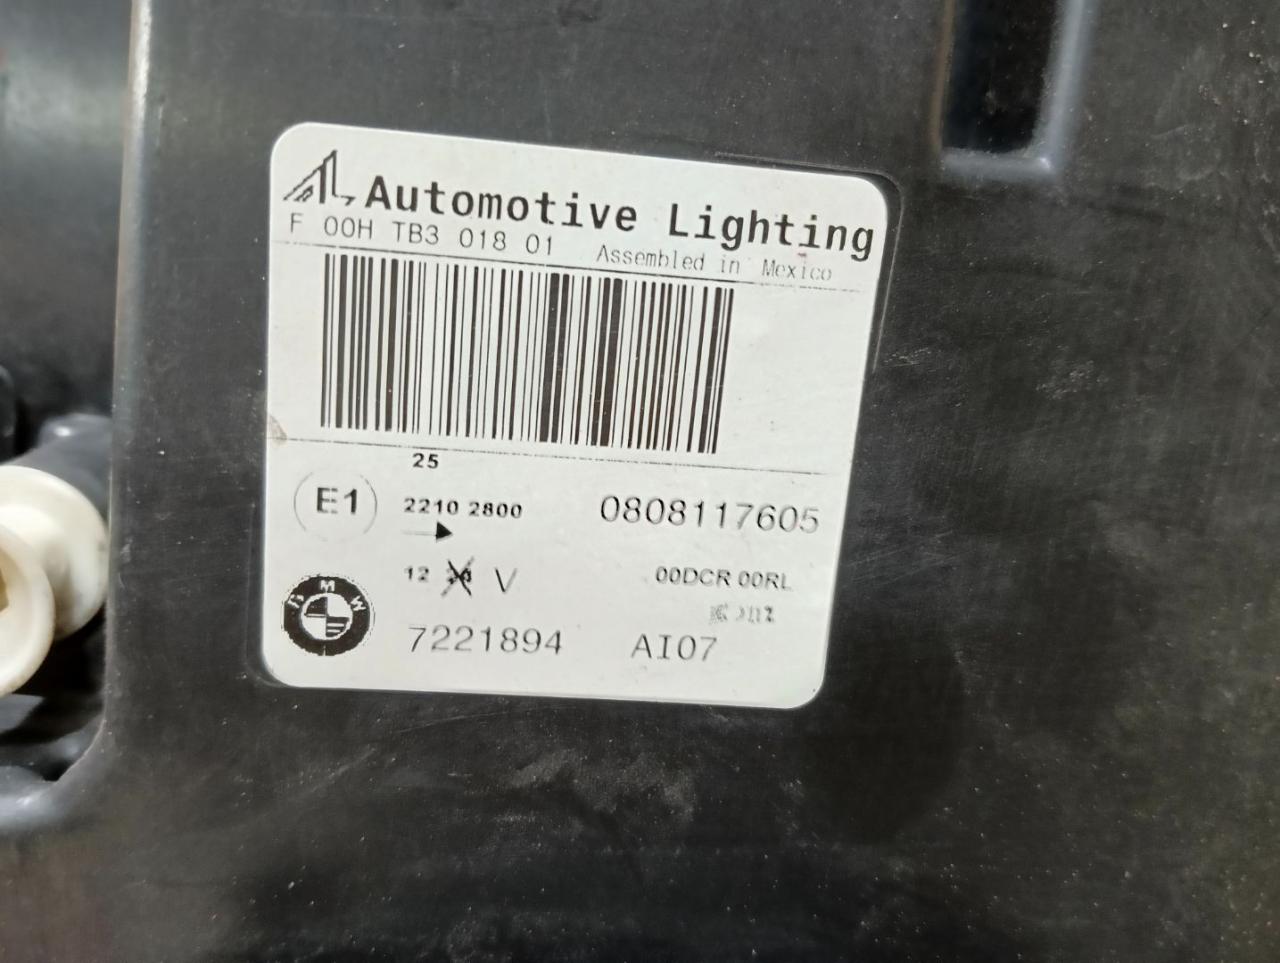 AL Automotive Lighting
F 00H TB3 018 01 Assembled in Mexico
25
E1 2210 2800 0808117605
12 V 00DCR 00RL
BMW 7221894 AI07